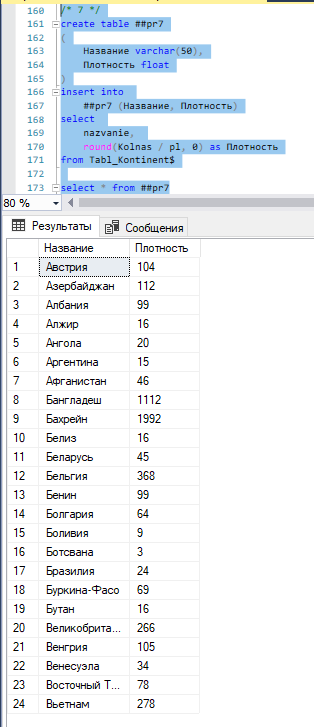 160 /* 7 */
161 create table ##pr7
162 (
163 Название varchar(50),
164 Плотность float
165 )
166 insert into
167 ##pr7 (Название, Плотность)
168 select
169 nazvanie,
170 round(Kolnas / pl, 0) as Плотность
171 from Tabl_Kontinent$
172
173 select * from ##pr7
80 %
Результаты Сообщения
Название Плотность
1 Австрия 104
2 Азербайджан 112
3 Албания 99
4 Алжир 16
5 Ангола 20
6 Аргентина 15
7 Афганистан 46
8 Бангладеш 1112
9 Бахрейн 1992
10 Белиз 16
11 Беларусь 45
12 Бельгия 368
13 Бенин 99
14 Болгария 64
15 Боливия 9
16 Ботсвана 3
17 Бразилия 24
18 Буркина-Фасо 69
19 Бутан 16
20 Великобрита... 266
21 Венгрия 105
22 Венесуэла 34
23 Восточный Т... 78
24 Вьетнам 278